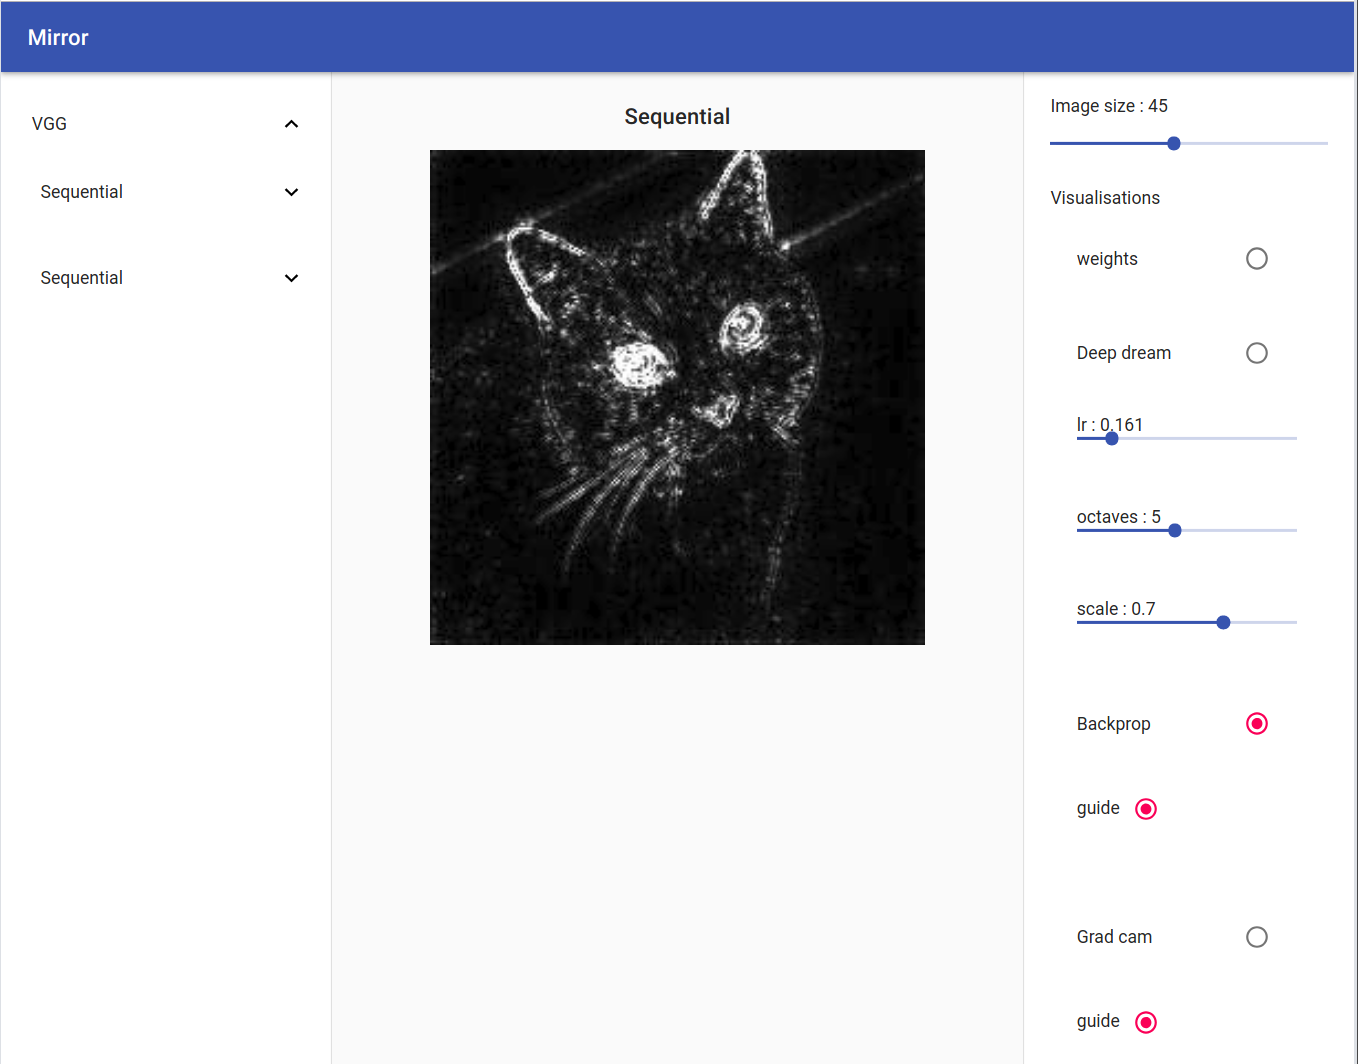 Mirror
VGG
Sequential
Sequential
Sequential
Image size : 45
Visualisations
weights
Deep dream
lr : 0.161
octaves : 5
scale : 0.7
Backprop
guide
Grad cam
guide